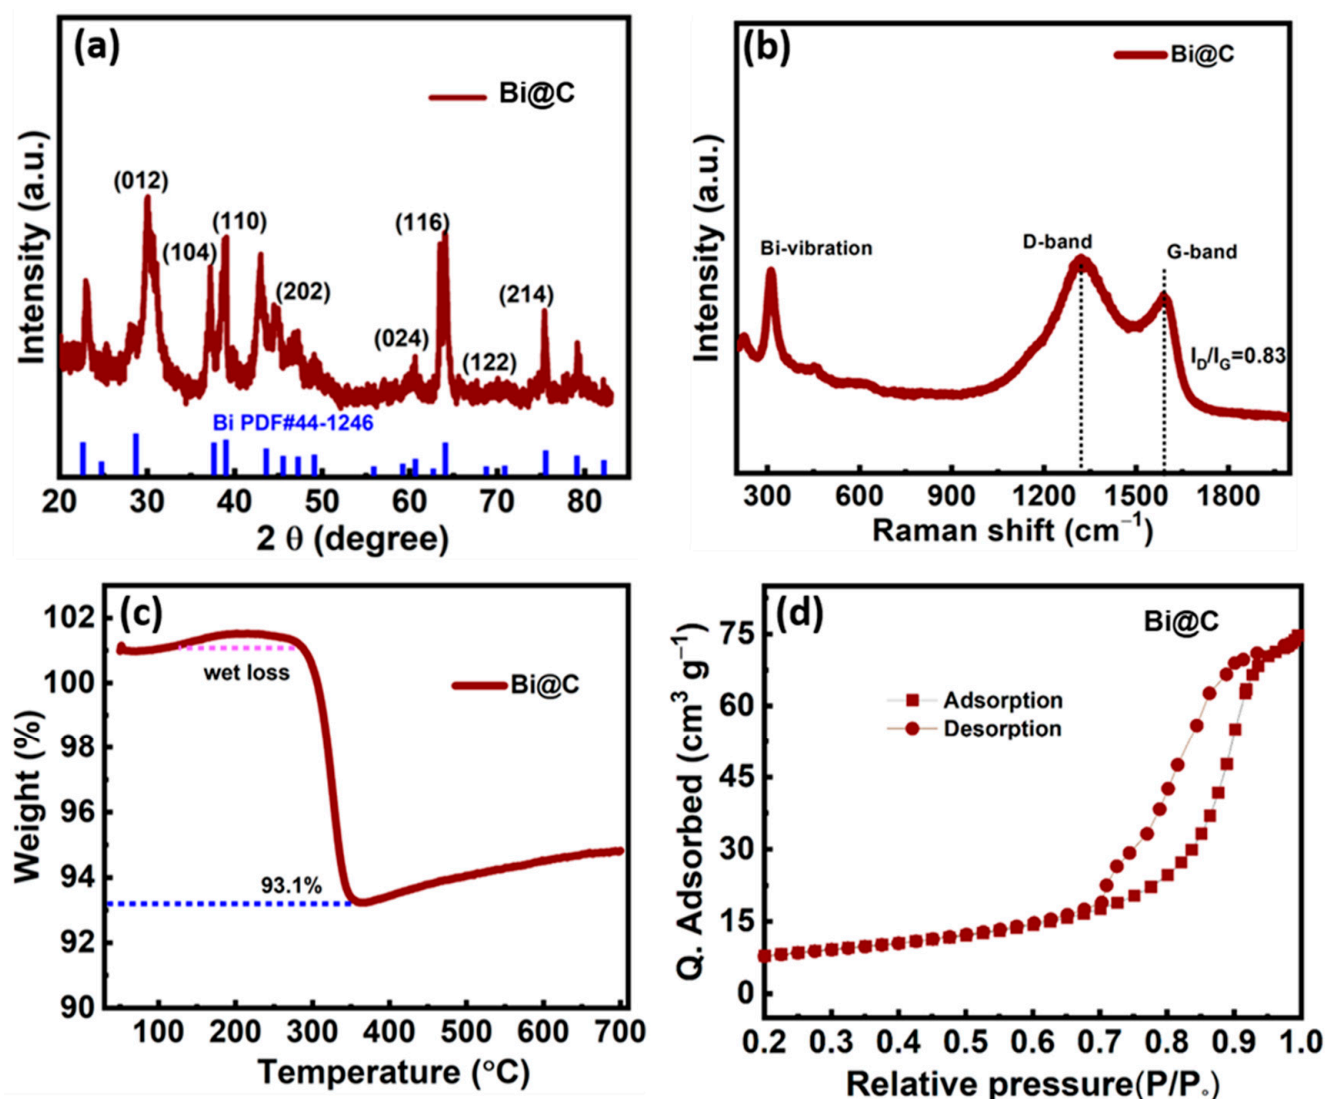 (a)
Bi@C
(012)
(110)
(104)
(116)
(202)
(214)
(024)
(122)
Bi PDF#44-1246
20 30 40 50 60 70 80
2 θ (degree)
Intensity (a.u.)
(b)
Bi@C
Bi-vibration
D-band
G-band
I_D/I_G=0.83
300 600 900 1200 1500 1800
Raman shift (cm⁻¹)
Intensity (a.u.)
(c)
102
100
98
96
94
92
90
wet loss
Bi@C
93.1%
100 200 300 400 500 600 700
Temperature (°C)
Weight (%)
(d)
Bi@C
75
60
45
30
15
0
Adsorption
Desorption
0.2 0.3 0.4 0.5 0.6 0.7 0.8 0.9 1.0
Relative pressure(P/P₀)
Q. Adsorbed (cm³ g⁻¹)